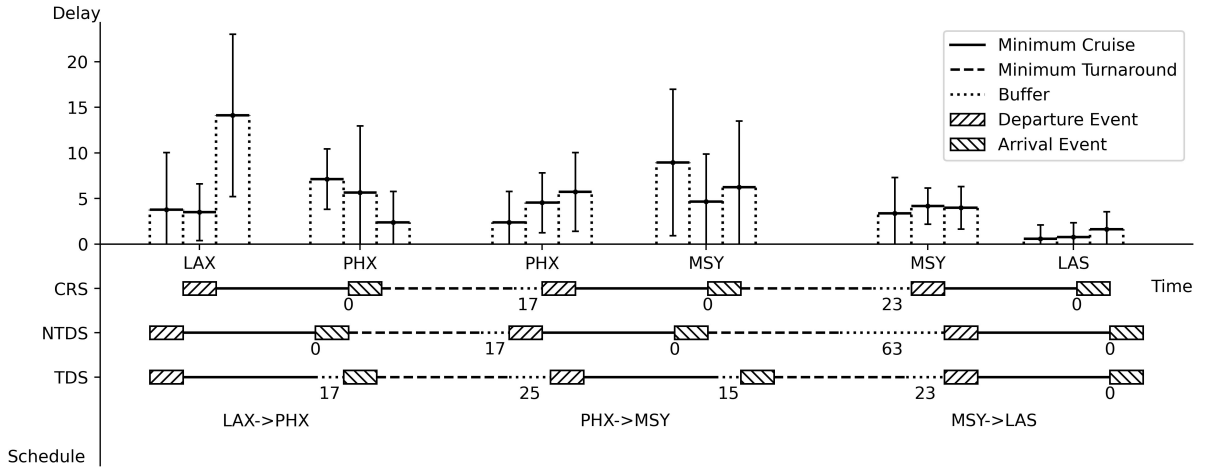 Delay
20
15
10
5
0
Minimum Cruise
Minimum Turnaround
Buffer
Departure Event
Arrival Event
LAX PHX PHX MSY MSY LAS
Time
CRS
0 17 0 23 0
NTDS
0 17 0 63 0
TDS
17 25 15 23 0
LAX->PHX PHX->MSY MSY->LAS
Schedule